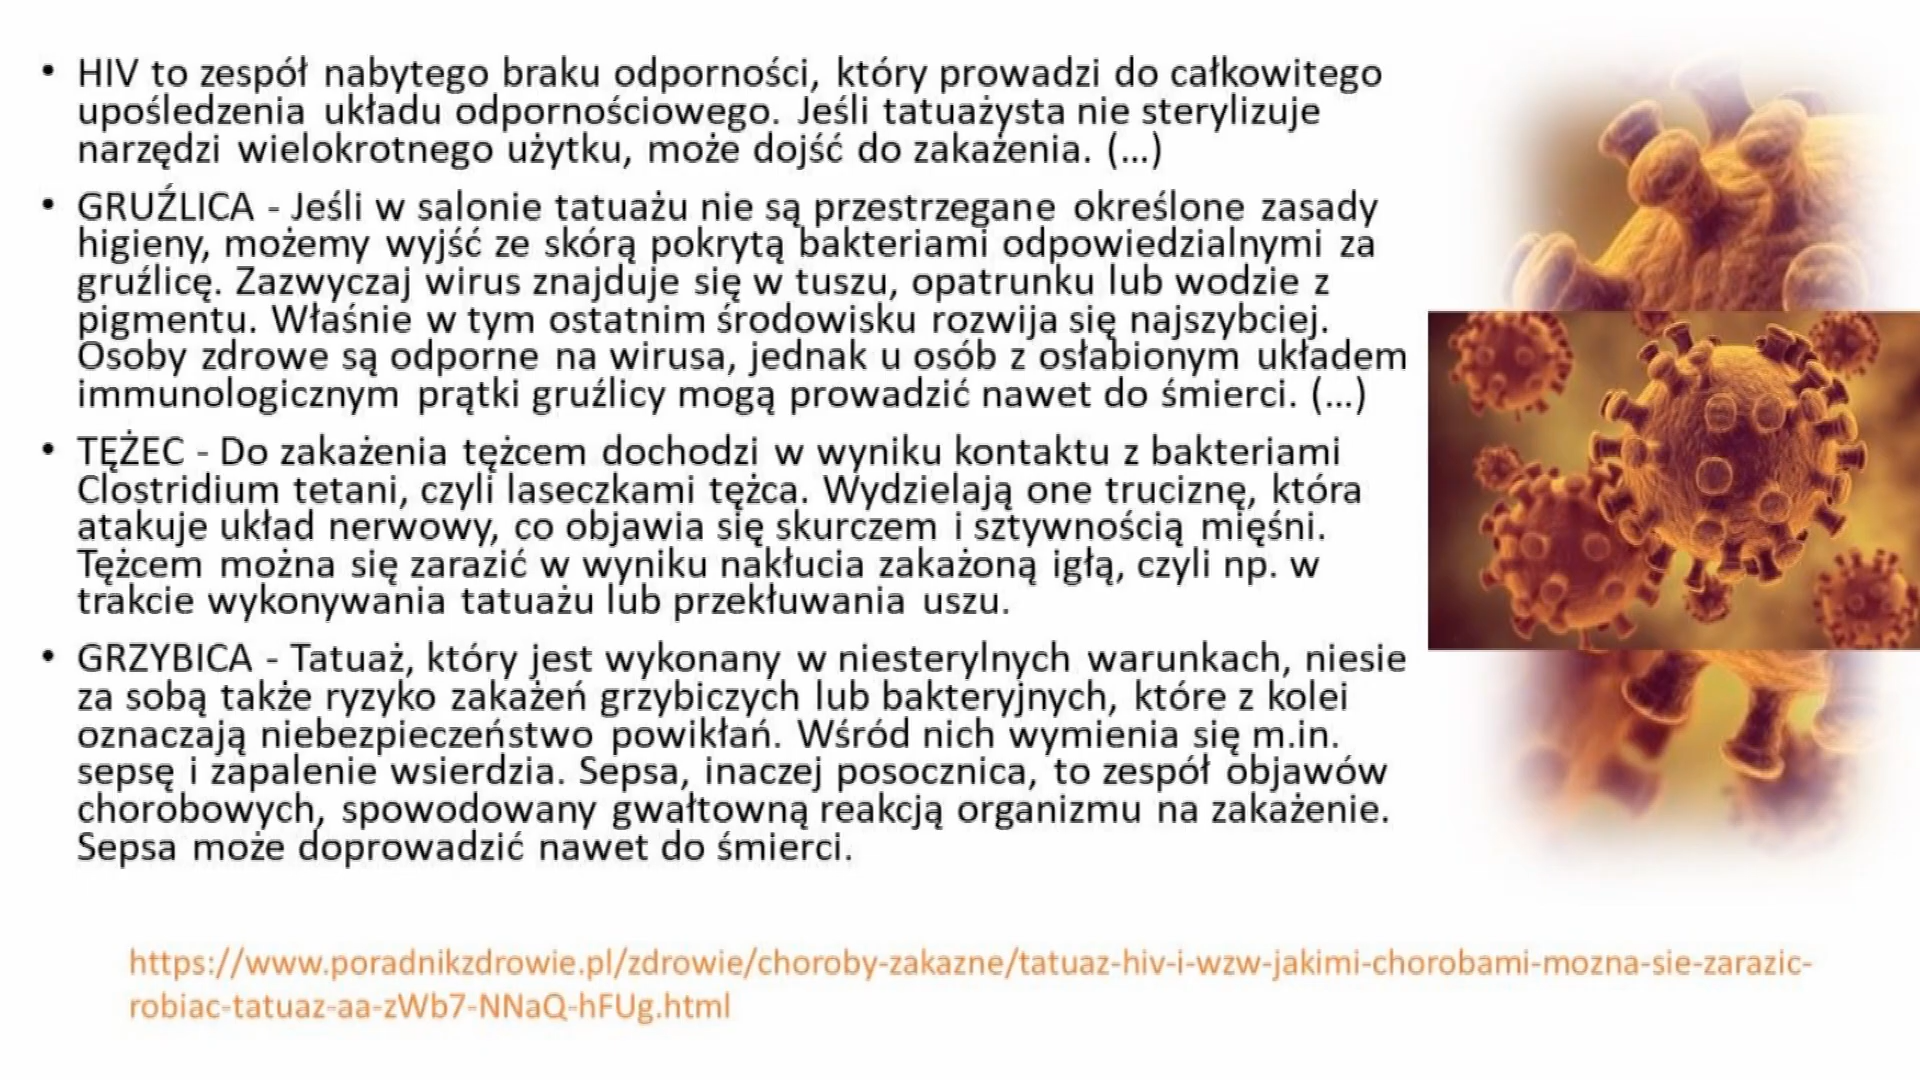 • HIV to zespół nabytego braku odporności, który prowadzi do całkowitego
upośledzenia układu odpornościowego. Jeśli tatuażysta nie sterylizuje
narzędzi wielokrotnego użytku, może dojść do zakażenia. (...)
• GRUŹLICA - Jeśli w salonie tatuażu nie są przestrzegane określone zasady
higieny, możemy wyjść ze skórą pokrytą bakteriami odpowiedzialnymi za
gruźlicę. Zazwyczaj wirus znajduje się w tuszu, opatrunku lub wodzie z
pigmentu. Właśnie w tym ostatnim środowisku rozwija się najszybciej.
Osoby zdrowe są odporne na wirusa, jednak u osób z osłabionym układem
immunologicznym prątki gruźlicy mogą prowadzić nawet do śmierci. (...)
• TĘŻEC - Do zakażenia tężcem dochodzi w wyniku kontaktu z bakteriami
Clostridium tetani, czyli laseczkami tężca. Wydzielają one truciznę, która
atakuje układ nerwowy, co objawia się skurczem i sztywnością mięśni.
Tężcem można się zarazić w wyniku nakłucia zakażoną igłą, czyli np. w
trakcie wykonywania tatuażu lub przekłuwania uszu.
• GRZYBICA - Tatuaż, który jest wykonany w niesterylnych warunkach, niesie
za sobą także ryzyko zakażeń grzybiczych lub bakteryjnych, które z kolei
oznaczają niebezpieczeństwo powikłań. Wśród nich wymienia się m.in.
sepsę i zapalenie wsierdzia. Sepsa, inaczej posocznica, to zespół objawów
chorobowych, spowodowany gwałtowną reakcją organizmu na zakażenie.
Sepsa może doprowadzić nawet do śmierci.
https://www.poradnikzdrowie.pl/zdrowie/choroby-zakazne/tatuaz-hiv-i-wzw-jakimi-chorobami-mozna-sie-zarazic-
robiac-tatuaz-aa-zWb7-NNaQ-hFUg.html